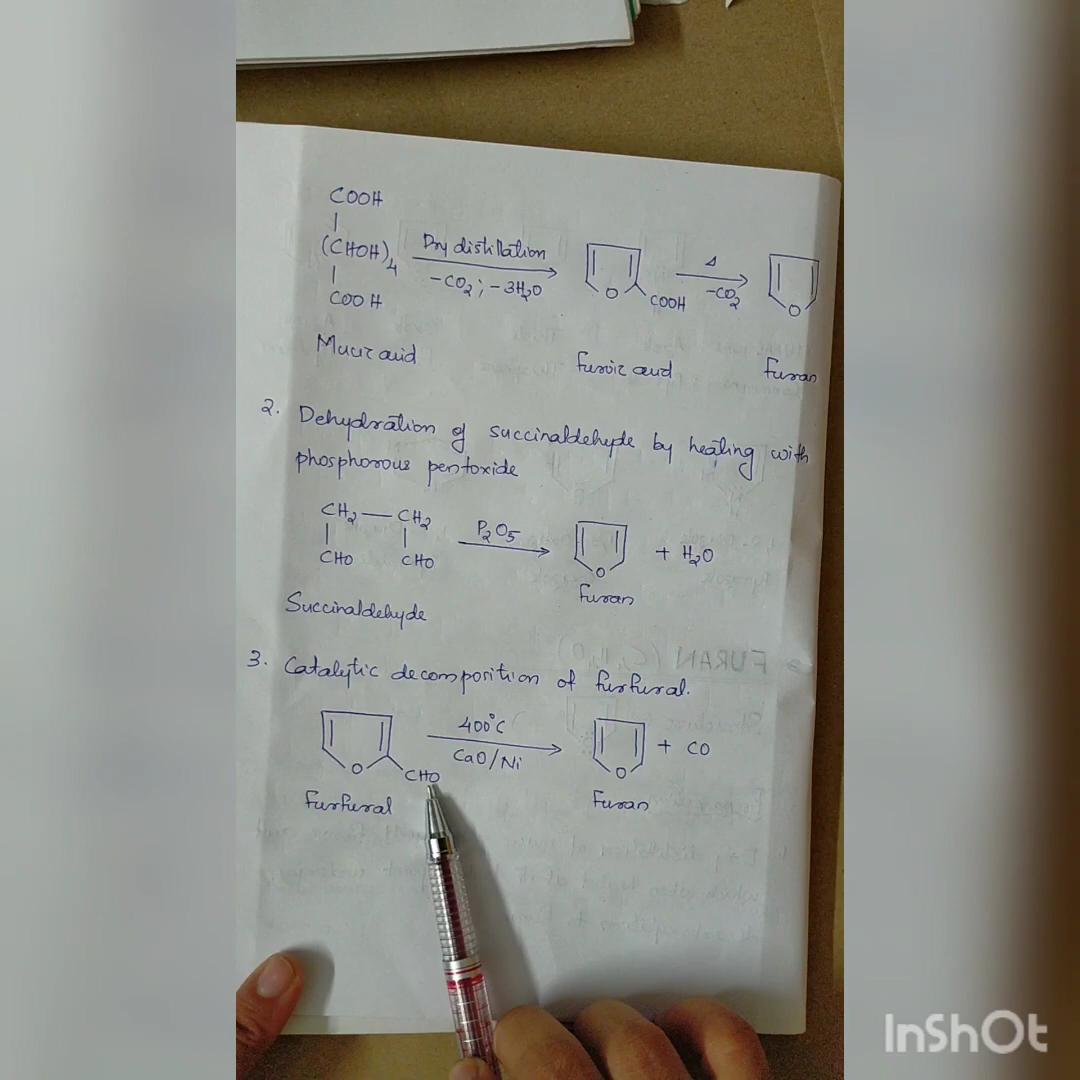 COOH
(CHOH)4 Dry distillation
-CO2; -3H2O
O COOH
Δ
-CO2
O
COOH
Mucic acid Furoic acid Furan
2. Dehydration of succinaldehyde by heating with
phosphorous pentoxide
CH2 — CH2 P2O5 O + H2O
CHO CHO
Furan
Succinaldehyde
3. Catalytic decomposition of furfural.
400°C
CaO/Ni
O CHO O + CO
Furfural Furan
InShOt